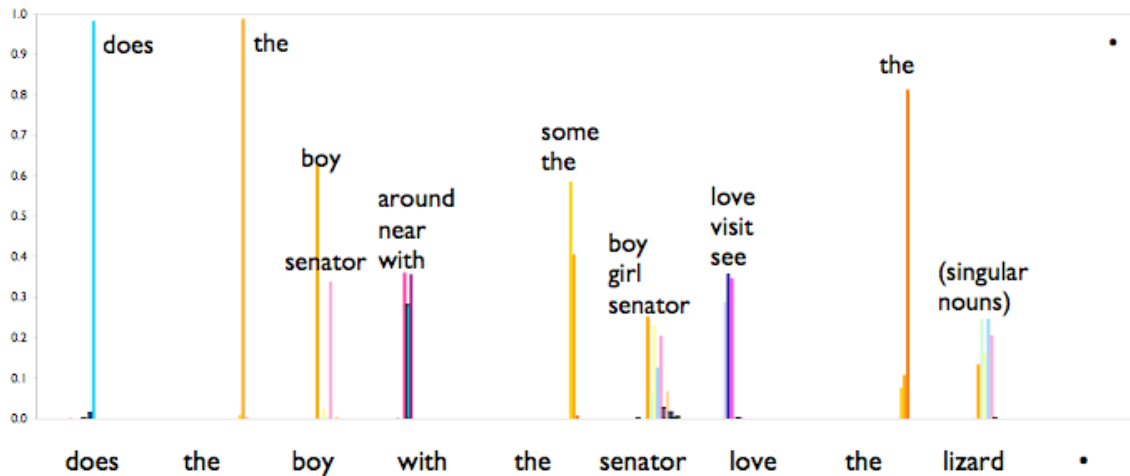 1.0
0.9
0.8
0.7
0.6
0.5
0.4
0.3
0.2
0.1
0.0
does
the
boy
senator
around
near
with
some
the
boy
girl
senator
love
visit
see
the
(singular
nouns)
•
does the boy with the senator love the lizard •